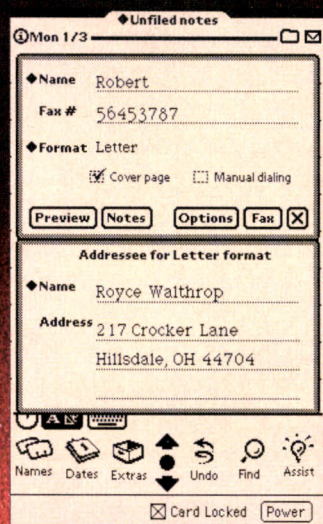 ◆Unfiled notes
Mon 1/3
◆Name Robert
Fax # 56453787
◆Format Letter
Cover page Manual dialing
Preview Notes Options Fax X
Addressee for Letter format
◆Name Royce Walthrop
Address 217 Crocker Lane
Hillsdale, OH 44704
Names Dates Extras Undo Find Assist
Card Locked Power